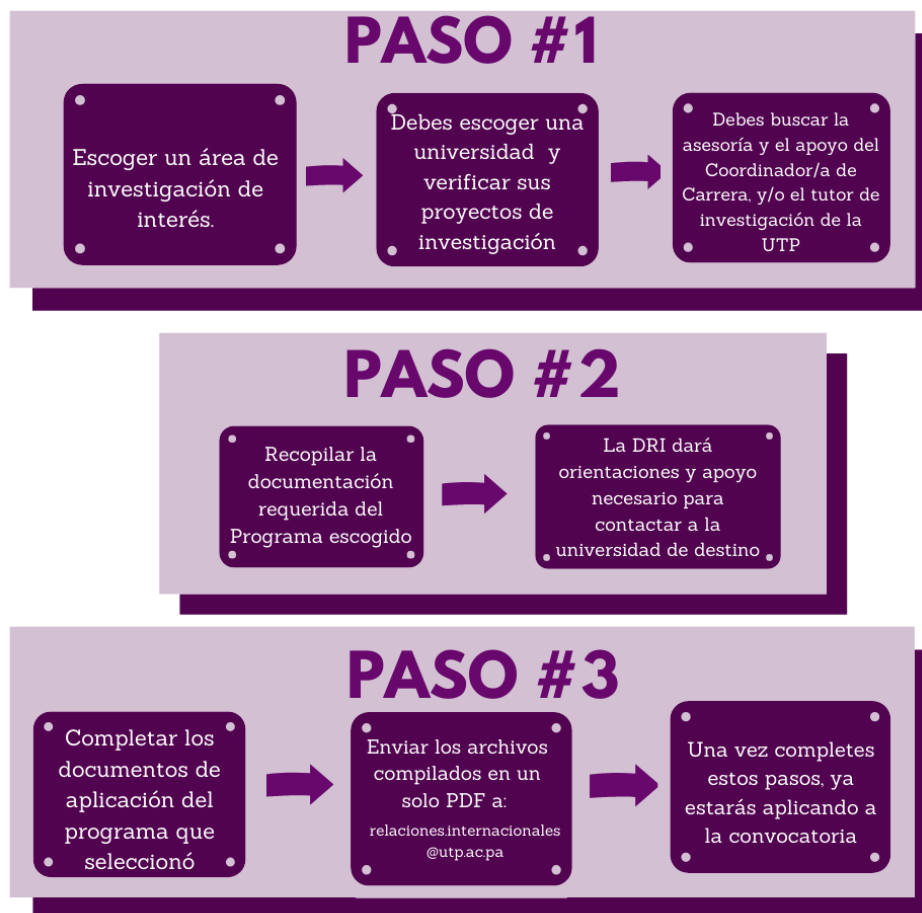 PASO #1
Escoger un área de
investigación de
interés.
Debes escoger una
universidad y
verificar sus
proyectos de
investigación
Debes buscar la
asesoría y el apoyo del
Coordinador/a de
Carrera, y/o el tutor de
investigación de la
UTP
PASO #2
Recopilar la
documentación
requerida del
Programa escogido
La DRI dará
orientaciones y apoyo
necesario para
contactar a la
universidad de destino
PASO #3
Completar los
documentos de
aplicación del
programa que
seleccionó
Enviar los archivos
compilados en un
solo PDF a:
relaciones.internacionales
@utp.ac.pa
Una vez completes
estos pasos, ya
estarás aplicando a
la convocatoria